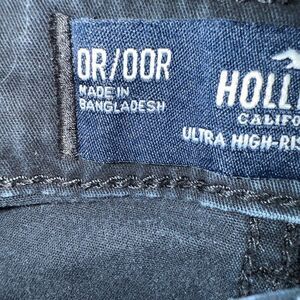 0R/00R
MADE IN
BANGLADESH
HOLLI
CALIFO
ULTRA HIGH-RIS